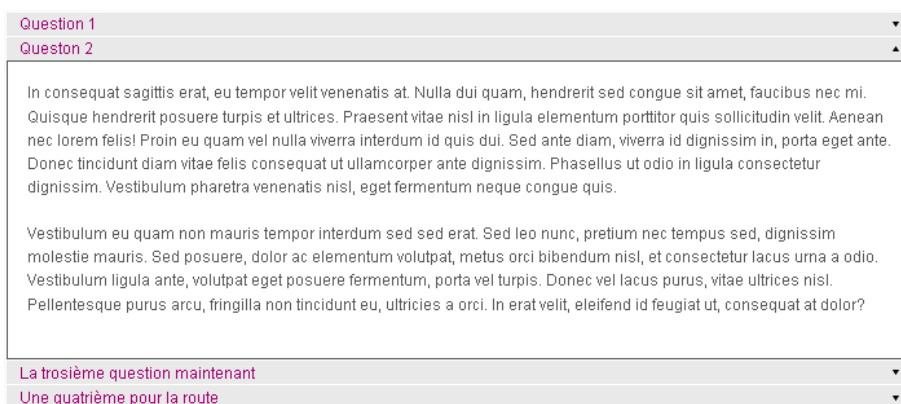 Question 1
Queston 2
In consequat sagittis erat, eu tempor velit venenatis at. Nulla dui quam, hendrerit sed congue sit amet, faucibus nec mi.
Quisque hendrerit posuere turpis et ultrices. Praesent vitae nisl in ligula elementum porttitor quis sollicitudin velit. Aenean
nec lorem felis! Proin eu quam vel nulla viverra interdum id quis dui. Sed ante diam, viverra id dignissim in, porta eget ante.
Donec tincidunt diam vitae felis consequat ut ullamcorper ante dignissim. Phasellus ut odio in ligula consectetur
dignissim. Vestibulum pharetra venenatis nisl, eget fermentum neque congue quis.
Vestibulum eu quam non mauris tempor interdum sed sed erat. Sed leo nunc, pretium nec tempus sed, dignissim
molestie mauris. Sed posuere, dolor ac elementum volutpat, metus orci bibendum nisl, et consectetur lacus urna a odio.
Vestibulum ligula ante, volutpat eget posuere fermentum, porta vel turpis. Donec vel lacus purus, vitae ultrices nisl.
Pellentesque purus arcu, fringilla non tincidunt eu, ultricies a orci. In erat velit, eleifend id feugiat ut, consequat at dolor?
La trosième question maintenant
Une quatrième pour la route